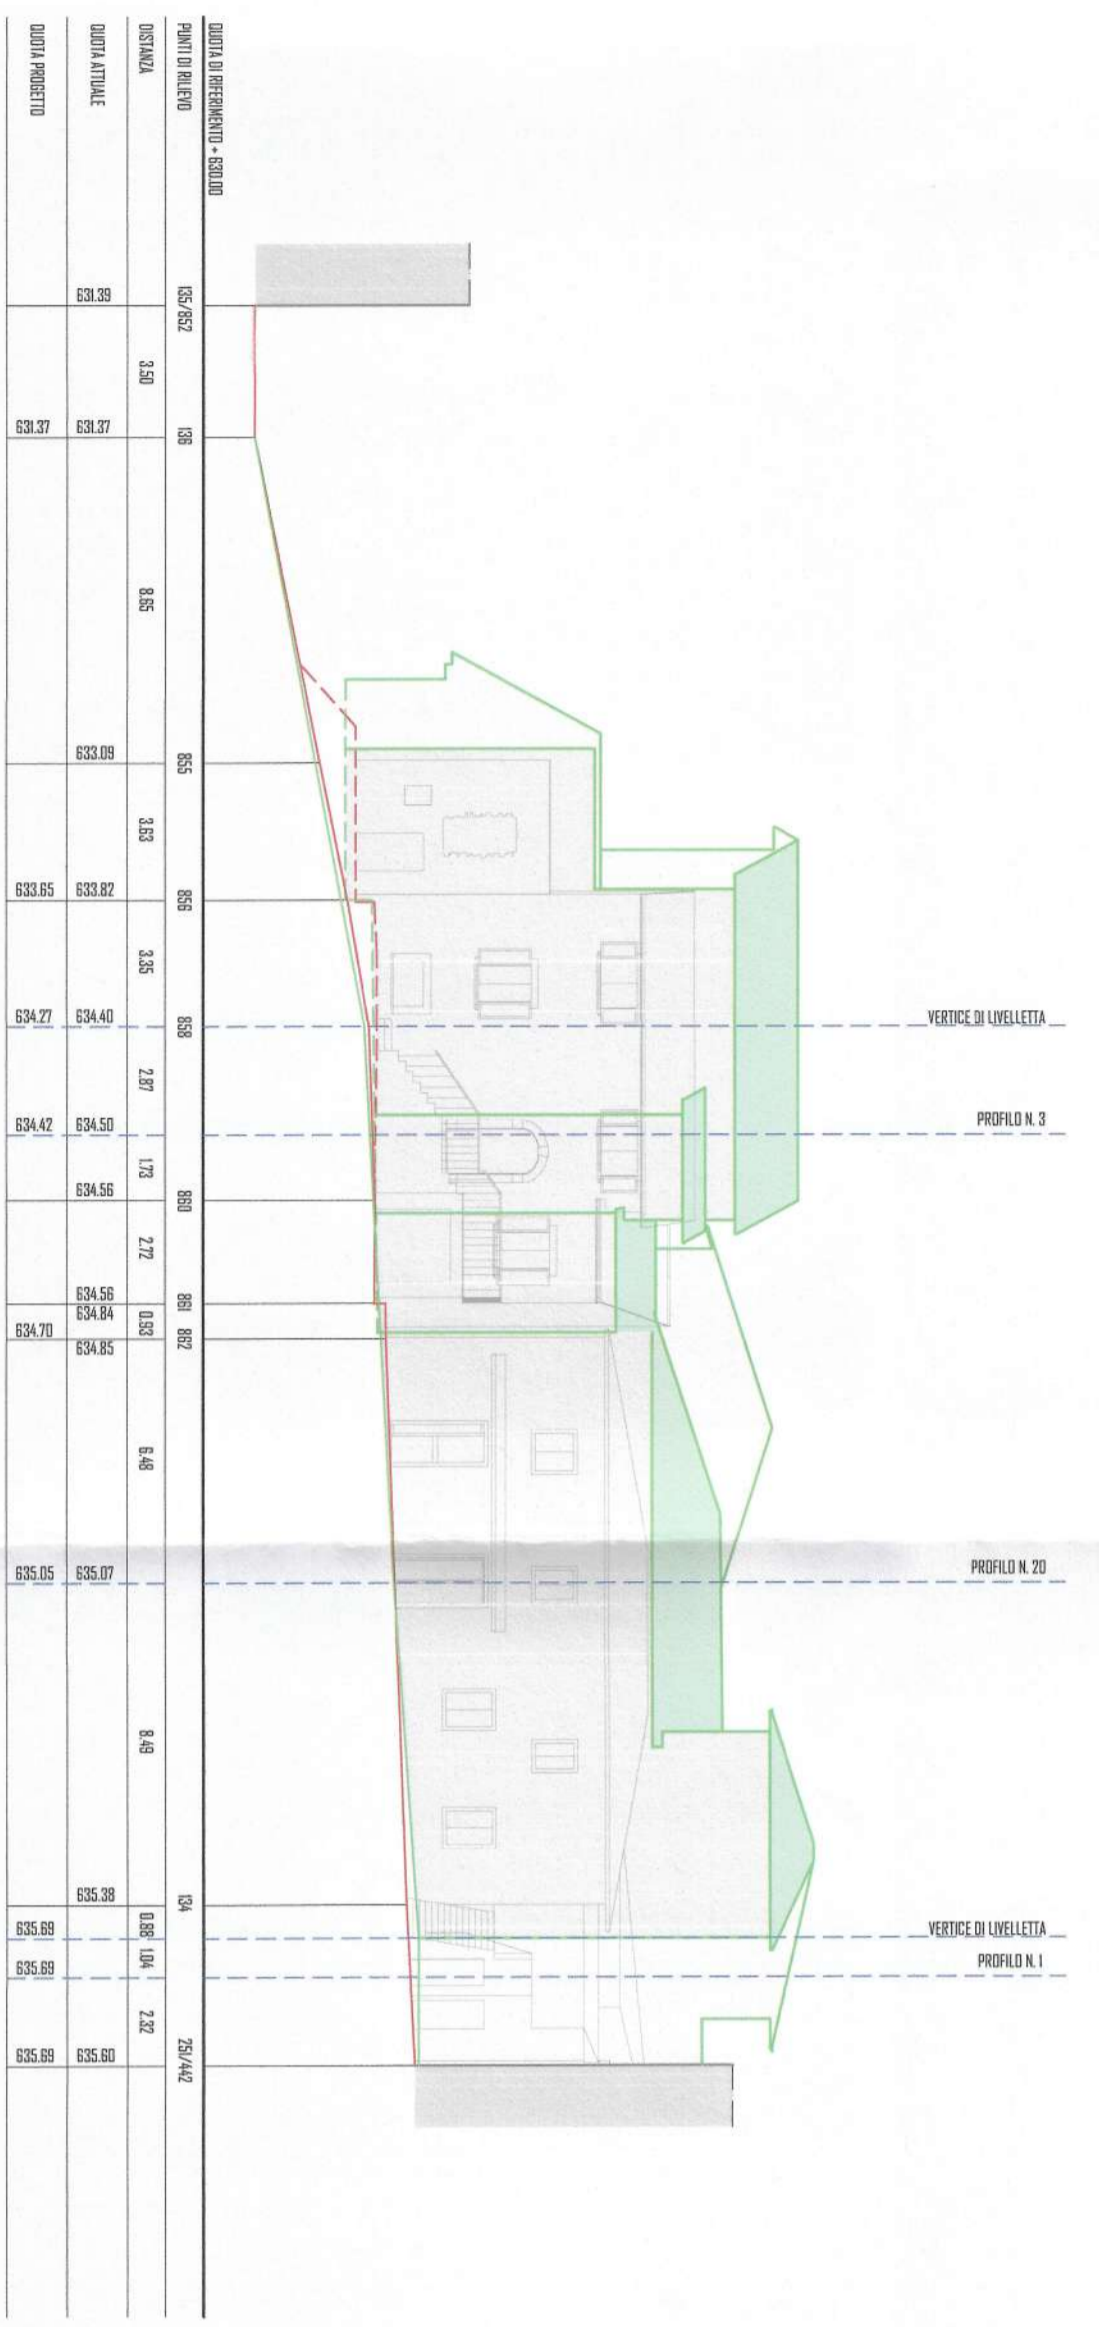 VERTICE DI LIVELLETTA
PROFILO N. 3
PROFILO N. 20
VERTICE DI LIVELLETTA
PROFILO N. 1
QUOTA DI RIFERIMENTO + 630.00
PUNTI DI RILIEVO 135/852 136 855 856 858 860 861 862 134 251/442
DISTANZA 3.50 8.65 3.63 3.35 2.87 1.73 2.72 0.93 6.48 8.49 0.88 1.04 2.32
QUOTA ATTUALE 631.39 631.37 633.09 633.82 634.40 634.50 634.56 634.56 634.84 634.85 635.07 635.38 635.60
QUOTA PROGETTO 631.37 633.65 634.27 634.42 634.70 635.05 635.69 635.69 635.69